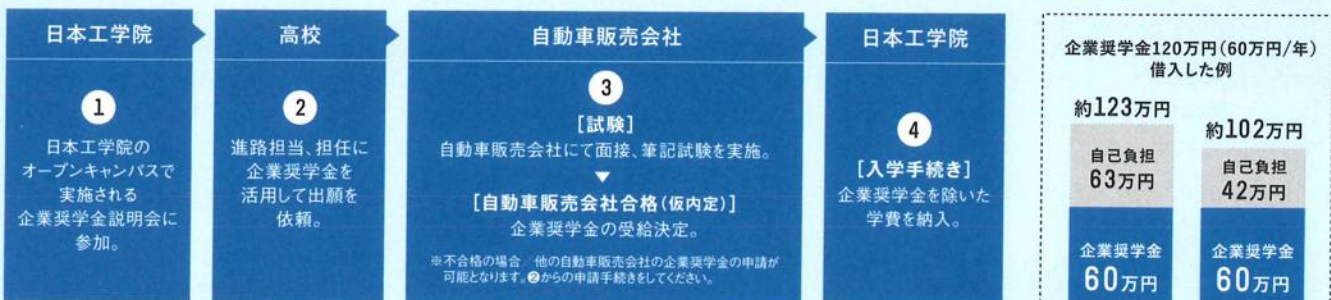 日本工学院
1
日本工学院の
オープンキャンパスで
実施される
企業奨学金説明会に
参加。
高校
2
進路担当、担任に
企業奨学金を
活用して出願を
依頼。
自動車販売会社
3
[試験]
自動車販売会社にて面接、筆記試験を実施。
▼
[自動車販売会社合格(仮内定)]
企業奨学金の受給決定。
※不合格の場合／他の自動車販売会社の企業奨学金の申請が
可能となります。❷からの申請手続きをしてください。
日本工学院
4
[入学手続き]
企業奨学金を除いた
学費を納入。
企業奨学金120万円(60万円/年)
借入した例
約123万円
自己負担
63万円
企業奨学金
60万円
約102万円
自己負担
42万円
企業奨学金
60万円